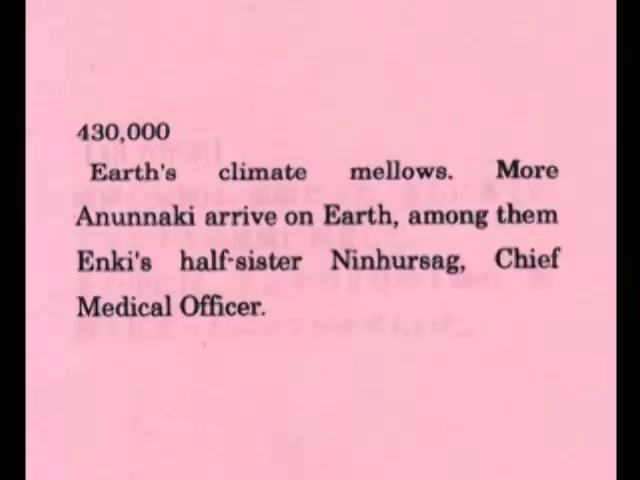 430,000
Earth's climate mellows. More
Anunnaki arrive on Earth, among them
Enki's half-sister Ninhursag, Chief
Medical Officer.